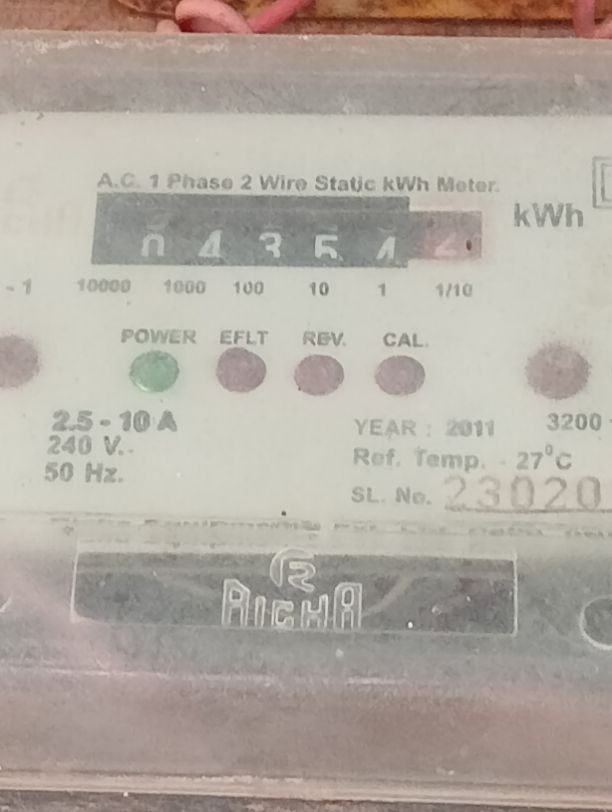 A.C. 1 Phase 2 Wire Static kWh Meter.
kWh
0 4 3 5 4
- 1 10000 1000 100 10 1 1/10
POWER EFLT REV. CAL.
2.5 - 10 A
240 V.
50 Hz.
3200
YEAR : 2011
Ref. Temp. - 27°C
SL. No. 23020
RICHA